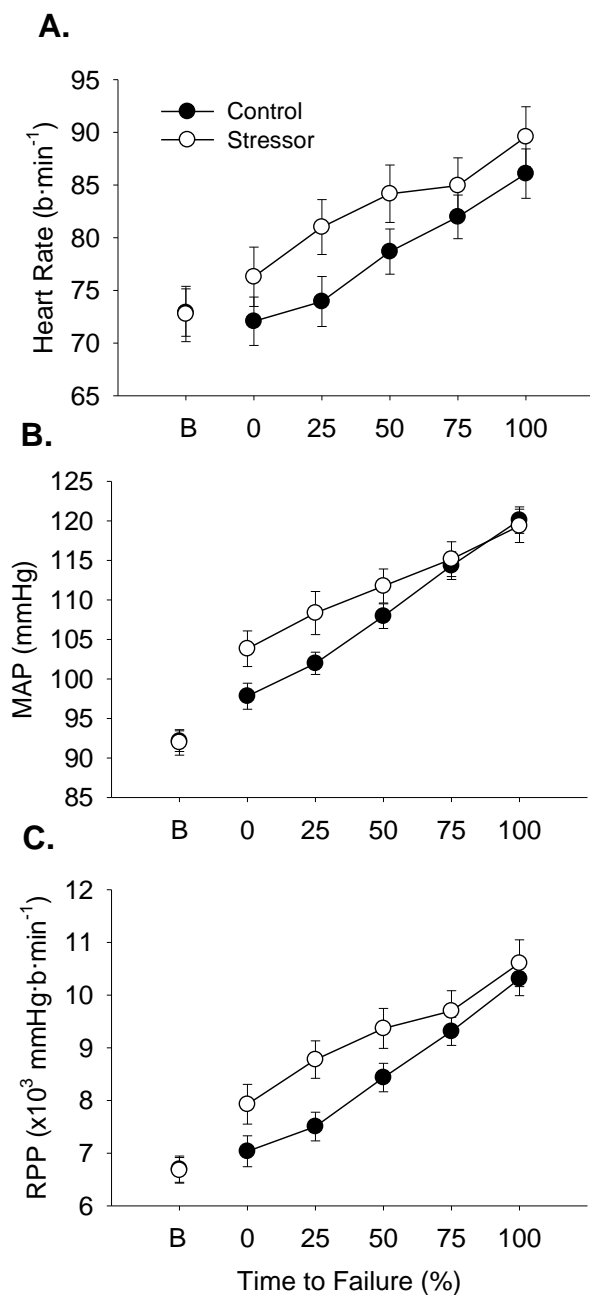 A.
95
90
85
80
75
70
65
Heart Rate (b·min⁻¹)
Control
Stressor
B 0 25 50 75 100
B.
125
120
115
110
105
100
95
90
85
MAP (mmHg)
B 0 25 50 75 100
C.
12
11
10
9
8
7
6
RPP (x10³ mmHg·b·min⁻¹)
B 0 25 50 75 100
Time to Failure (%)